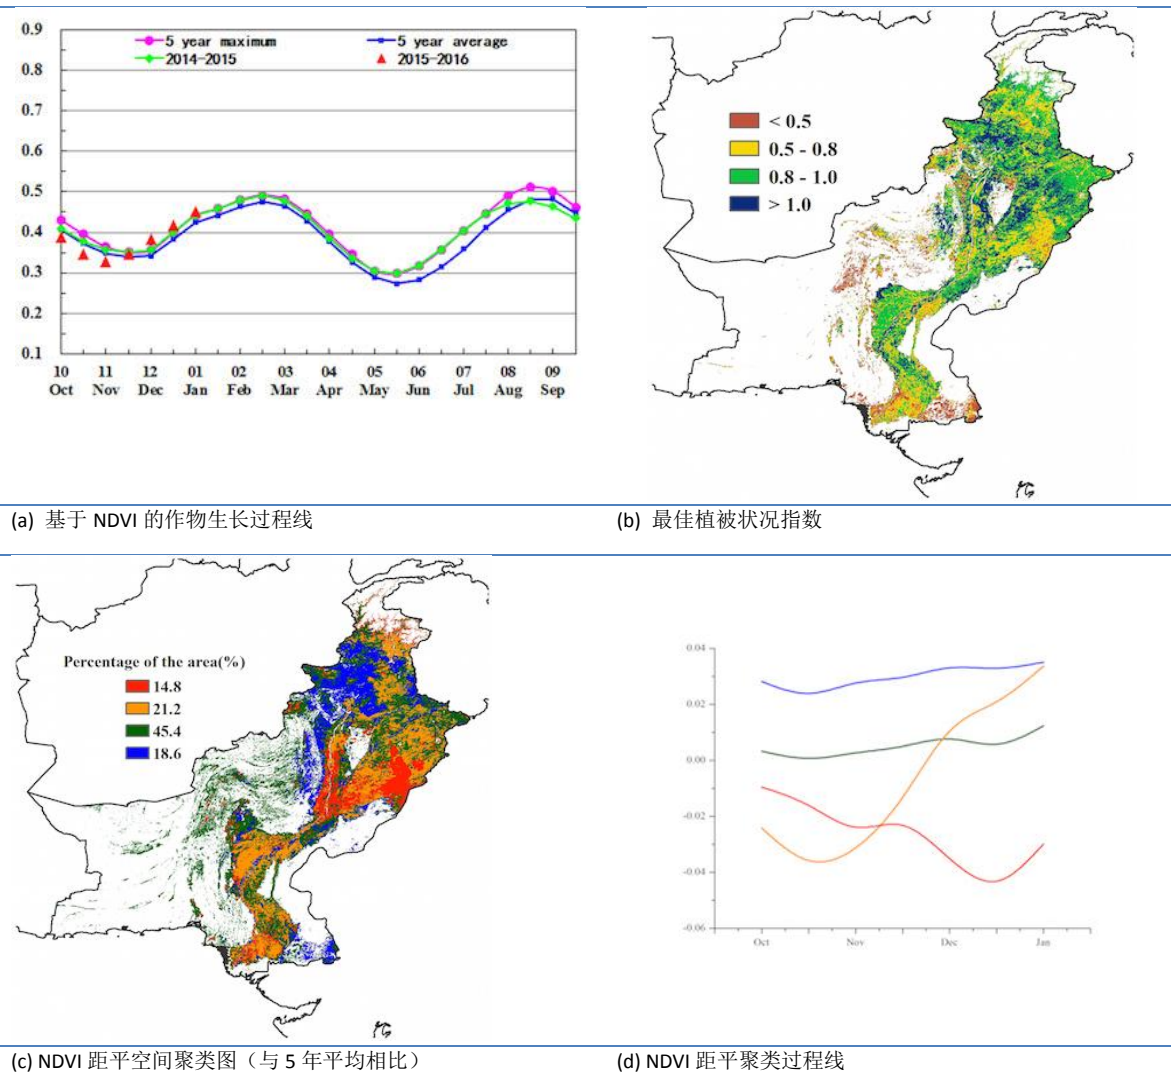 0.9
0.8
0.7
0.6
0.5
0.4
0.3
0.2
0.1
5 year maximum 5 year average
2014-2015 2015-2016
10 11 12 01 02 03 04 05 06 07 08 09
Oct Nov Dec Jan Feb Mar Apr May Jun Jul Aug Sep
< 0.5
0.5 - 0.8
0.8 - 1.0
> 1.0
(a) 基于 NDVI 的作物生长过程线
(b) 最佳植被状况指数
Percentage of the area(%)
14.8
21.2
45.4
18.6
0.04
0.02
0.00
-0.02
-0.04
-0.06
Oct Nov Dec Jan
(c) NDVI 距平空间聚类图（与 5 年平均相比）
(d) NDVI 距平聚类过程线